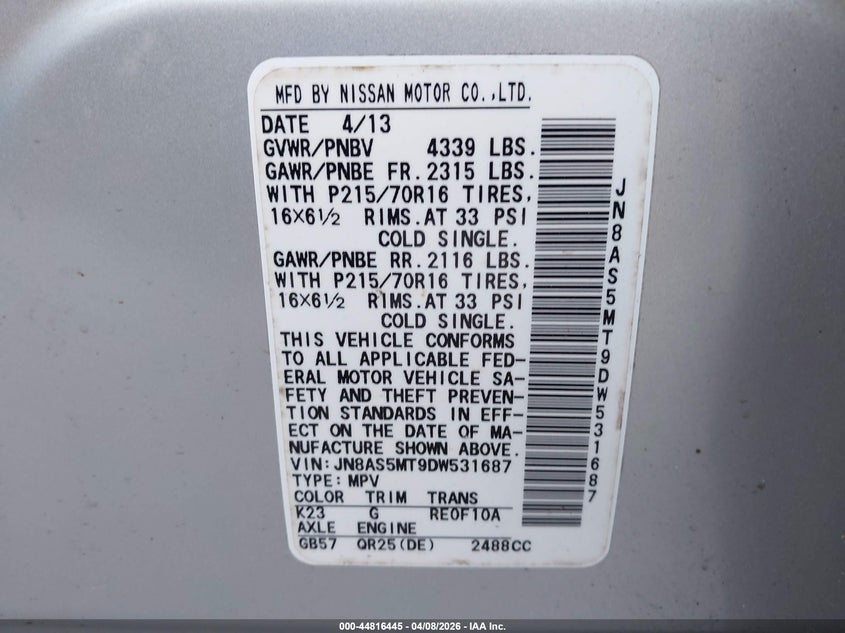 MFD BY NISSAN MOTOR CO.,LTD.
DATE 4/13
GVWR/PNBV 4339 LBS.
GAWR/PNBE FR.2315 LBS.
WITH P215/70R16 TIRES,
16X6½ RIMS.AT 33 PSI
COLD SINGLE.
GAWR/PNBE RR.2116 LBS.
WITH P215/70R16 TIRES,
16X6½ RIMS.AT 33 PSI
COLD SINGLE.
THIS VEHICLE CONFORMS
TO ALL APPLICABLE FED-
ERAL MOTOR VEHICLE SA-
FETY AND THEFT PREVEN-
TION STANDARDS IN EFF-
ECT ON THE DATE OF MA-
NUFACTURE SHOWN ABOVE.
VIN:JN8AS5MT9DW531687
TYPE:MPV
COLOR TRIM TRANS
K23 G RE0F10A
AXLE ENGINE
GB57 QR25(DE) 2488CC
JN8AS5MT9DW531687
000-44816445 - 04/08/2026 - IAA Inc.